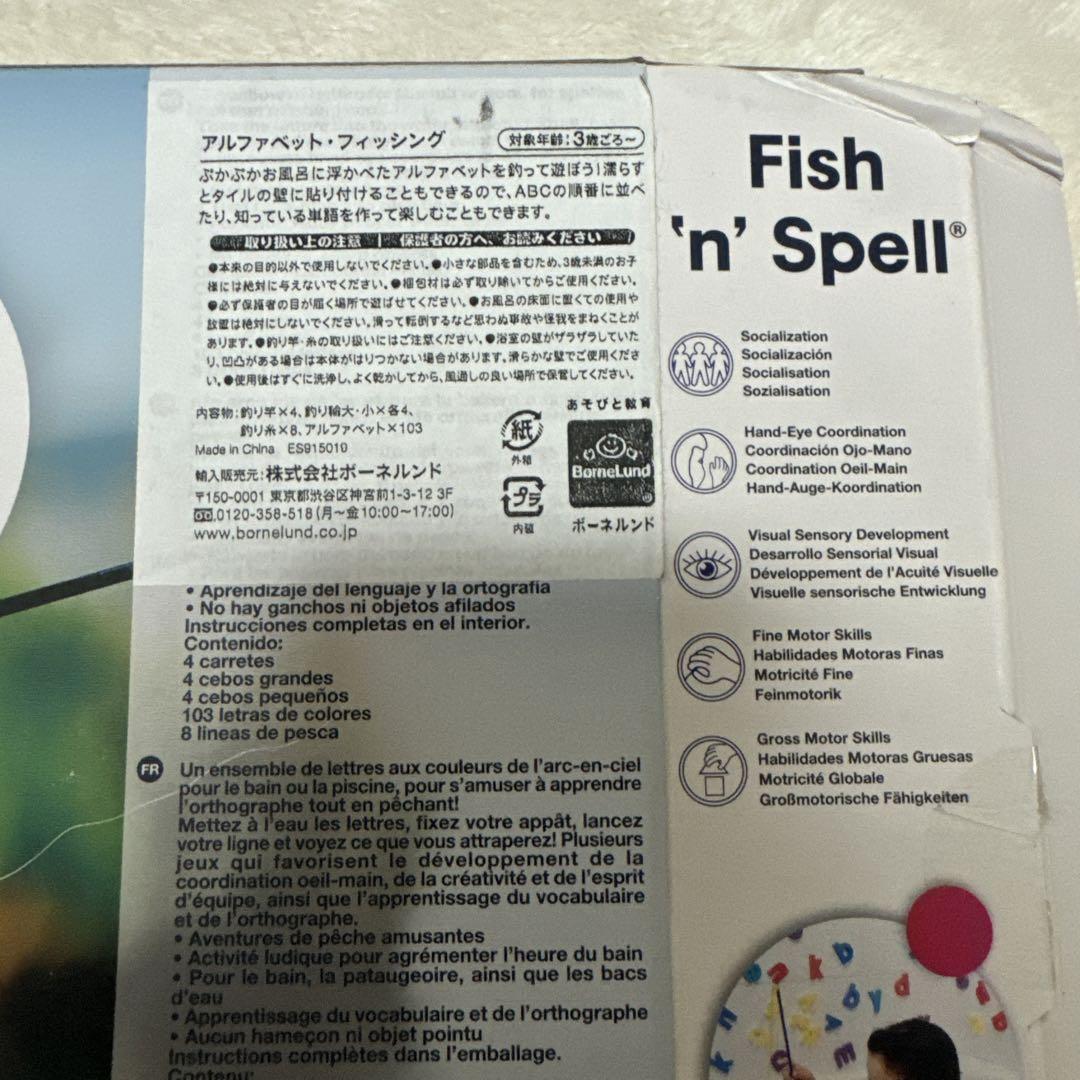 アルファベット・フィッシング
対象年齢:3歳ごろ~
ぷかぷかお風呂に浮かべたアルファベットを釣って遊ぼう!濡らす
とタイルの壁に貼り付けることもできるので、ABCの順番に並べ
たり、知っている単語を作って楽しむこともできます。
取り扱い上の注意 | 保護者の方へ、お読みください
●本来の目的以外で使用しないでください。●小さな部品を含むため、3歳未満のお子
様には絶対に与えないでください。●梱包材は必ず取り除いてからご使用ください。
●必ず保護者の目が届く場所で遊ばせてください。●お風呂の床面に置くての使用や
放置は絶対にしないでください。滑って転倒するなど思わぬ事故や怪我をまねくことが
あります。●釣り竿・糸の取り扱いにはご注意ください。●浴室の壁がザラザラしていた
り、凹凸がある場合は本体がはりつかない場合があります。滑らかな壁でご使用くださ
い。●使用後はすぐに洗浄し、よく乾かしてから、風通しの良い場所で保管してください。
内容物:釣り竿×4、釣り輪大・小×各4、
釣り糸×8、アルファベット×103
Made in China ES915019
輸入販売元:株式会社ボーネルンド
〒150-0001 東京都渋谷区神宮前1-3-12 3F
0120-358-518(月~金10:00~17:00)
www.bornelund.co.jp
紙
外箱
プラ
内磁
あそびと教育
BørneLund
ボーネルンド
• Aprendizaje del lenguaje y la ortografía
• No hay ganchos ni objetos afilados
Instrucciones completas en el interior.
Contenido:
4 carretes
4 cebos grandes
4 cebos pequeños
103 letras de colores
8 lineas de pesca
FR
Un ensemble de lettres aux couleurs de l'arc-en-ciel
pour le bain ou la piscine, pour s'amuser à apprendre
l'orthographe tout en pêchant!
Mettez à l'eau les lettres, fixez votre appât, lancez
votre ligne et voyez ce que vous attraperez! Plusieurs
jeux qui favorisent le développement de la
coordination oeil-main, de la créativité et de l'esprit
d'équipe, ainsi que l'apprentissage du vocabulaire
et de l'orthographe.
• Aventures de pêche amusantes
• Activité ludique pour agrémenter l'heure du bain
• Pour le bain, la pataugeoire, ainsi que les bacs
d'eau
• Apprentissage du vocabulaire et de l'orthographe
• Aucun hameçon ni objet pointu
Instructions complètes dans l'emballage.
Contenu:
Fish
'n' Spell®
Socialization
Socialización
Socialisation
Sozialisation
Hand-Eye Coordination
Coordinación Ojo-Mano
Coordination Oeil-Main
Hand-Auge-Koordination
Visual Sensory Development
Desarrollo Sensorial Visual
Développement de l'Acuité Visuelle
Visuelle sensorische Entwicklung
Fine Motor Skills
Habilidades Motoras Finas
Motricité Fine
Feinmotorik
Gross Motor Skills
Habilidades Motoras Gruesas
Motricité Globale
Großmotorische Fähigkeiten